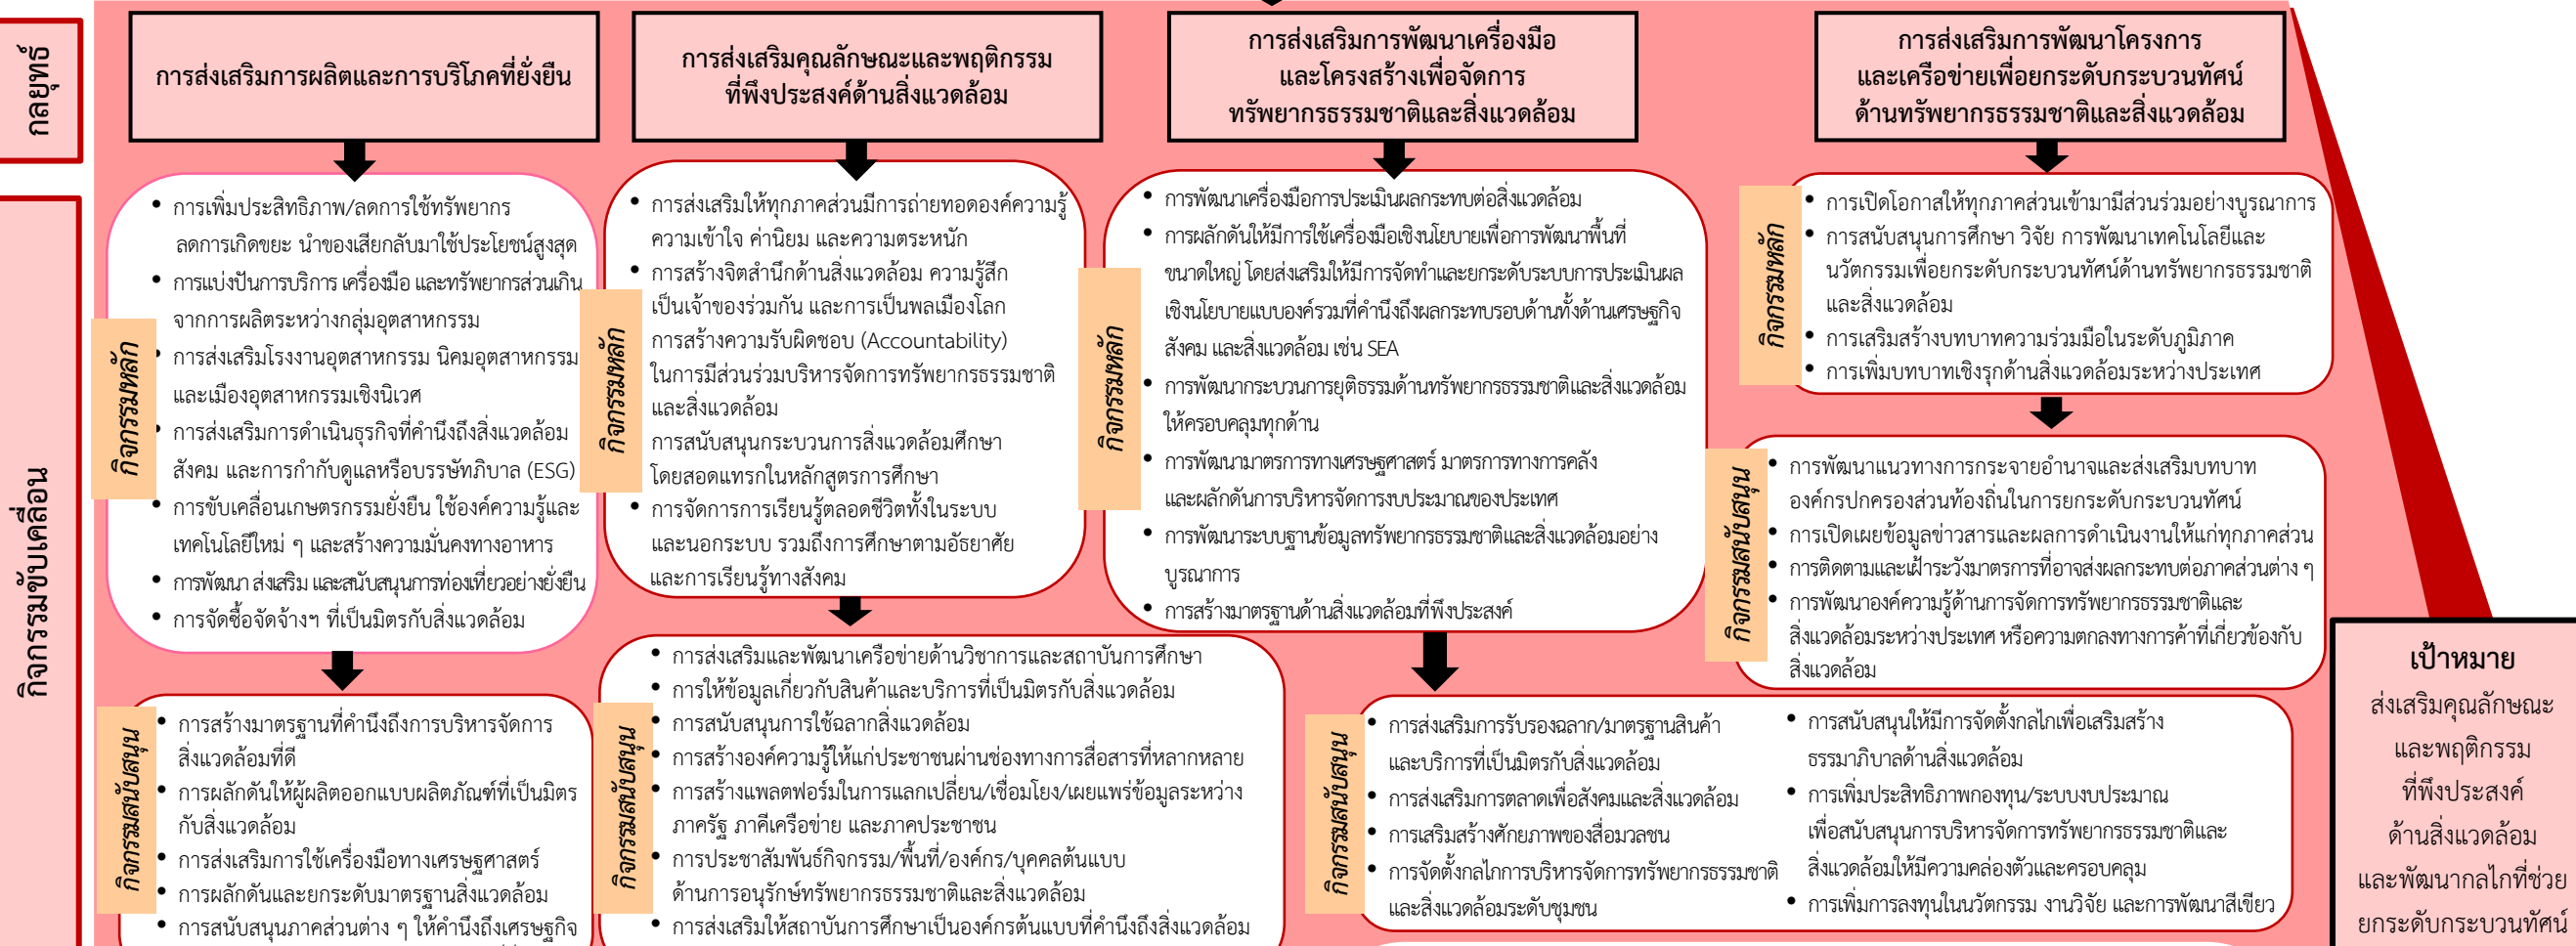 กลยุทธ์
การส่งเสริมการผลิตและการบริโภคที่ยั่งยืน
การส่งเสริมคุณลักษณะและพฤติกรรม
ที่พึงประสงค์ด้านสิ่งแวดล้อม
การส่งเสริมการพัฒนาเครื่องมือ
และโครงสร้างเพื่อจัดการ
ทรัพยากรธรรมชาติและสิ่งแวดล้อม
การส่งเสริมการพัฒนาโครงการ
และเครือข่ายเพื่อยกระดับกระบวนทัศน์
ด้านทรัพยากรธรรมชาติและสิ่งแวดล้อม
กิจกรรมขับเคลื่อน
กิจกรรมหลัก
• การเพิ่มประสิทธิภาพ/ลดการใช้ทรัพยากร
ลดการเกิดขยะ นำของเสียกลับมาใช้ประโยชน์สูงสุด
• การแบ่งปันการบริการ เครื่องมือ และทรัพยากรส่วนเกิน
จากการผลิตระหว่างกลุ่มอุตสาหกรรม
• การส่งเสริมโรงงานอุตสาหกรรม นิคมอุตสาหกรรม
และเมืองอุตสาหกรรมเชิงนิเวศ
• การส่งเสริมการดำเนินธุรกิจที่คำนึงถึงสิ่งแวดล้อม
สังคม และการกำกับดูแลหรือบรรษัทภิบาล (ESG)
• การขับเคลื่อนเกษตรกรรมยั่งยืน ใช้องค์ความรู้และ
เทคโนโลยีใหม่ ๆ และสร้างความมั่นคงทางอาหาร
• การพัฒนา ส่งเสริม และสนับสนุนการท่องเที่ยวอย่างยั่งยืน
• การจัดซื้อจัดจ้างฯ ที่เป็นมิตรกับสิ่งแวดล้อม
กิจกรรมสนับสนุน
• การสร้างมาตรฐานที่คำนึงถึงการบริหารจัดการ
สิ่งแวดล้อมที่ดี
• การผลักดันให้ผู้ผลิตออกแบบผลิตภัณฑ์ที่เป็นมิตร
กับสิ่งแวดล้อม
• การส่งเสริมการใช้เครื่องมือทางเศรษฐศาสตร์
• การผลักดันและยกระดับมาตรฐานสิ่งแวดล้อม
• การสนับสนุนภาคส่วนต่าง ๆ ให้คำนึงถึงเศรษฐกิจ
กิจกรรมหลัก
• การส่งเสริมให้ทุกภาคส่วนมีการถ่ายทอดองค์ความรู้
ความเข้าใจ ค่านิยม และความตระหนัก
• การสร้างจิตสำนึกด้านสิ่งแวดล้อม ความรู้สึก
เป็นเจ้าของร่วมกัน และการเป็นพลเมืองโลก
การสร้างความรับผิดชอบ (Accountability)
ในการมีส่วนร่วมบริหารจัดการทรัพยากรธรรมชาติ
และสิ่งแวดล้อม
การสนับสนุนกระบวนการสิ่งแวดล้อมศึกษา
โดยสอดแทรกในหลักสูตรการศึกษา
• การจัดการการเรียนรู้ตลอดชีวิตทั้งในระบบ
และนอกระบบ รวมถึงการศึกษาตามอัธยาศัย
และการเรียนรู้ทางสังคม
กิจกรรมสนับสนุน
• การส่งเสริมและพัฒนาเครือข่ายด้านวิชาการและสถาบันการศึกษา
• การให้ข้อมูลเกี่ยวกับสินค้าและบริการที่เป็นมิตรกับสิ่งแวดล้อม
• การสนับสนุนการใช้ฉลากสิ่งแวดล้อม
• การสร้างองค์ความรู้ให้แก่ประชาชนผ่านช่องทางการสื่อสารที่หลากหลาย
• การสร้างแพลตฟอร์มในการแลกเปลี่ยน/เชื่อมโยง/เผยแพร่ข้อมูลระหว่าง
ภาครัฐ ภาคีเครือข่าย และภาคประชาชน
• การประชาสัมพันธ์กิจกรรม/พื้นที่/องค์กร/บุคคลต้นแบบ
ด้านการอนุรักษ์ทรัพยากรธรรมชาติและสิ่งแวดล้อม
• การส่งเสริมให้สถาบันการศึกษาเป็นองค์กรต้นแบบที่คำนึงถึงสิ่งแวดล้อม
กิจกรรมหลัก
• การพัฒนาเครื่องมือการประเมินผลกระทบต่อสิ่งแวดล้อม
• การผลักดันให้มีการใช้เครื่องมือเชิงนโยบายเพื่อการพัฒนาพื้นที่
ขนาดใหญ่ โดยส่งเสริมให้มีการจัดทำและยกระดับระบบการประเมินผล
เชิงนโยบายแบบองค์รวมที่คำนึงถึงผลกระทบรอบด้านทั้งด้านเศรษฐกิจ
สังคม และสิ่งแวดล้อม เช่น SEA
• การพัฒนากระบวนการยุติธรรมด้านทรัพยากรธรรมชาติและสิ่งแวดล้อม
ให้ครอบคลุมทุกด้าน
• การพัฒนามาตรการทางเศรษฐศาสตร์ มาตรการทางการคลัง
และผลักดันการบริหารจัดการงบประมาณของประเทศ
• การพัฒนาระบบฐานข้อมูลทรัพยากรธรรมชาติและสิ่งแวดล้อมอย่าง
บูรณาการ
• การสร้างมาตรฐานด้านสิ่งแวดล้อมที่พึงประสงค์
กิจกรรมสนับสนุน
• การส่งเสริมการรับรองฉลาก/มาตรฐานสินค้า
และบริการที่เป็นมิตรกับสิ่งแวดล้อม
• การส่งเสริมการตลาดเพื่อสังคมและสิ่งแวดล้อม
• การเสริมสร้างศักยภาพของสื่อมวลชน
• การจัดตั้งกลไกการบริหารจัดการทรัพยากรธรรมชาติ
และสิ่งแวดล้อมระดับชุมชน
• การสนับสนุนให้มีการจัดตั้งกลไกเพื่อเสริมสร้าง
ธรรมาภิบาลด้านสิ่งแวดล้อม
• การเพิ่มประสิทธิภาพกองทุน/ระบบงบประมาณ
เพื่อสนับสนุนการบริหารจัดการทรัพยากรธรรมชาติและ
สิ่งแวดล้อมให้มีความคล่องตัวและครอบคลุม
• การเพิ่มการลงทุนในนวัตกรรม งานวิจัย และการพัฒนาสีเขียว
กิจกรรมหลัก
• การเปิดโอกาสให้ทุกภาคส่วนเข้ามามีส่วนร่วมอย่างบูรณาการ
• การสนับสนุนการศึกษา วิจัย การพัฒนาเทคโนโลยีและ
นวัตกรรมเพื่อยกระดับกระบวนทัศน์ด้านทรัพยากรธรรมชาติ
และสิ่งแวดล้อม
• การเสริมสร้างบทบาทความร่วมมือในระดับภูมิภาค
• การเพิ่มบทบาทเชิงรุกด้านสิ่งแวดล้อมระหว่างประเทศ
กิจกรรมสนับสนุน
• การพัฒนาแนวทางการกระจายอำนาจและส่งเสริมบทบาท
องค์กรปกครองส่วนท้องถิ่นในการยกระดับกระบวนทัศน์
• การเปิดเผยข้อมูลข่าวสารและผลการดำเนินงานให้แก่ทุกภาคส่วน
• การติดตามและเฝ้าระวังมาตรการที่อาจส่งผลกระทบต่อภาคส่วนต่าง ๆ
• การพัฒนาองค์ความรู้ด้านการจัดการทรัพยากรธรรมชาติและ
สิ่งแวดล้อมระหว่างประเทศ หรือความตกลงทางการค้าที่เกี่ยวข้องกับ
สิ่งแวดล้อม
เป้าหมาย
ส่งเสริมคุณลักษณะ
และพฤติกรรม
ที่พึงประสงค์
ด้านสิ่งแวดล้อม
และพัฒนากลไกที่ช่วย
ยกระดับกระบวนทัศน์